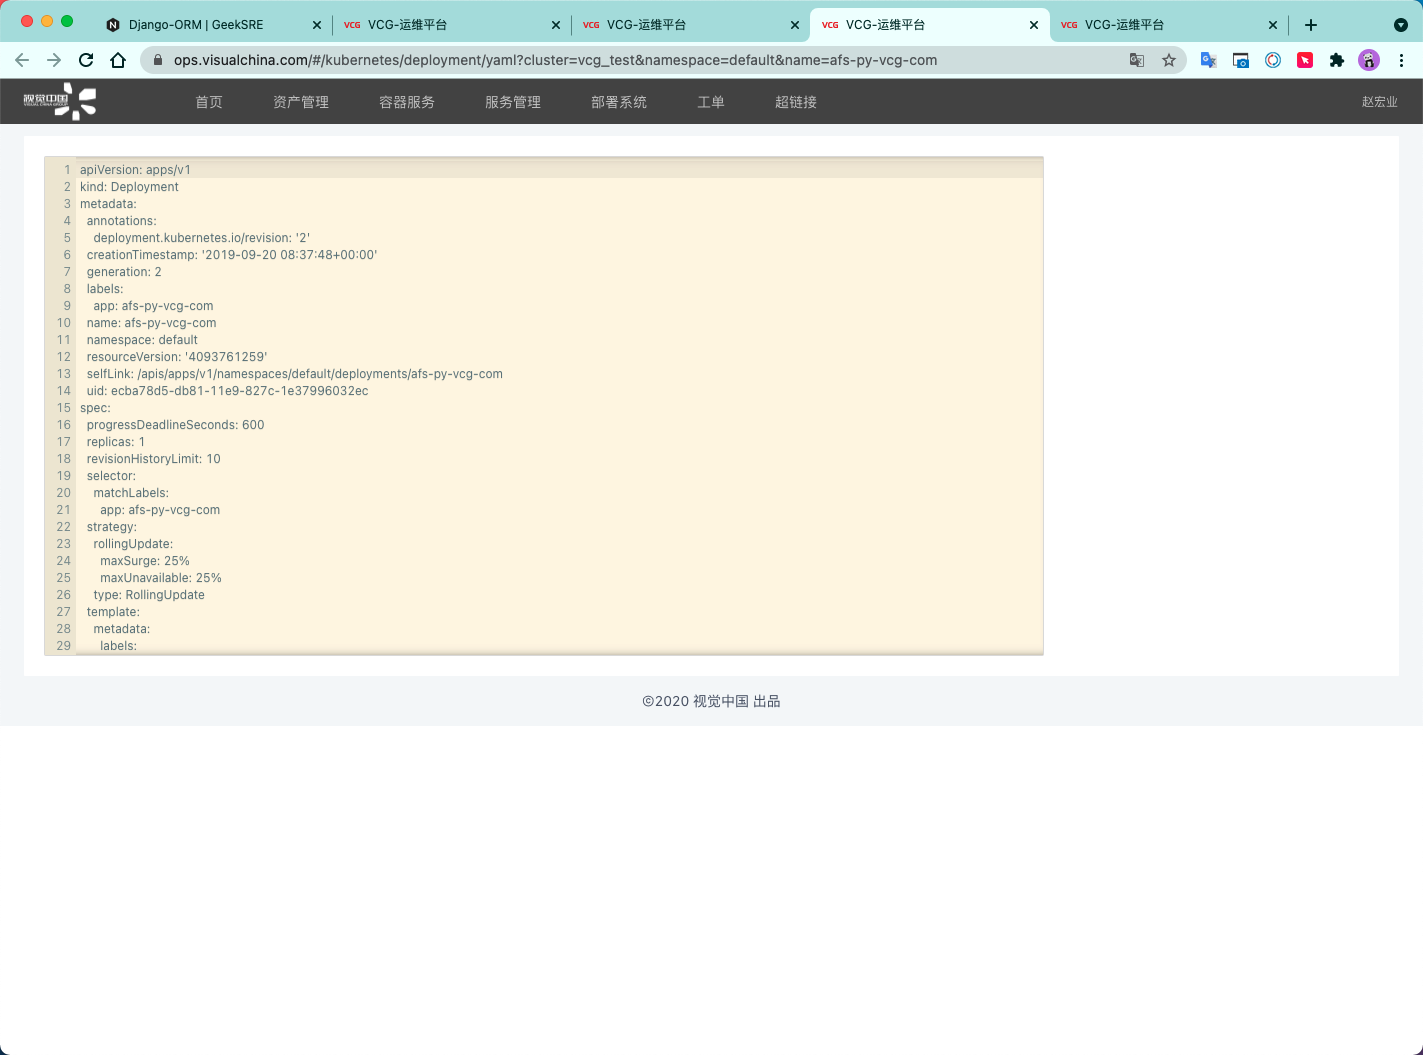 Django-ORM | GeekSRE
VCG VCG-运维平台
VCG VCG-运维平台
VCG VCG-运维平台
VCG VCG-运维平台
ops.visualchina.com/#/kubernetes/deployment/yaml?cluster=vcg_test&namespace=default&name=afs-py-vcg-com
视觉中国
VISUAL CHINA GROUP
首页 资产管理 容器服务 服务管理 部署系统 工单 超链接 赵宏业
1 apiVersion: apps/v1
2 kind: Deployment
3 metadata:
4 annotations:
5 deployment.kubernetes.io/revision: '2'
6 creationTimestamp: '2019-09-20 08:37:48+00:00'
7 generation: 2
8 labels:
9 app: afs-py-vcg-com
10 name: afs-py-vcg-com
11 namespace: default
12 resourceVersion: '4093761259'
13 selfLink: /apis/apps/v1/namespaces/default/deployments/afs-py-vcg-com
14 uid: ecba78d5-db81-11e9-827c-1e37996032ec
15 spec:
16 progressDeadlineSeconds: 600
17 replicas: 1
18 revisionHistoryLimit: 10
19 selector:
20 matchLabels:
21 app: afs-py-vcg-com
22 strategy:
23 rollingUpdate:
24 maxSurge: 25%
25 maxUnavailable: 25%
26 type: RollingUpdate
27 template:
28 metadata:
29 labels:
©2020 视觉中国 出品